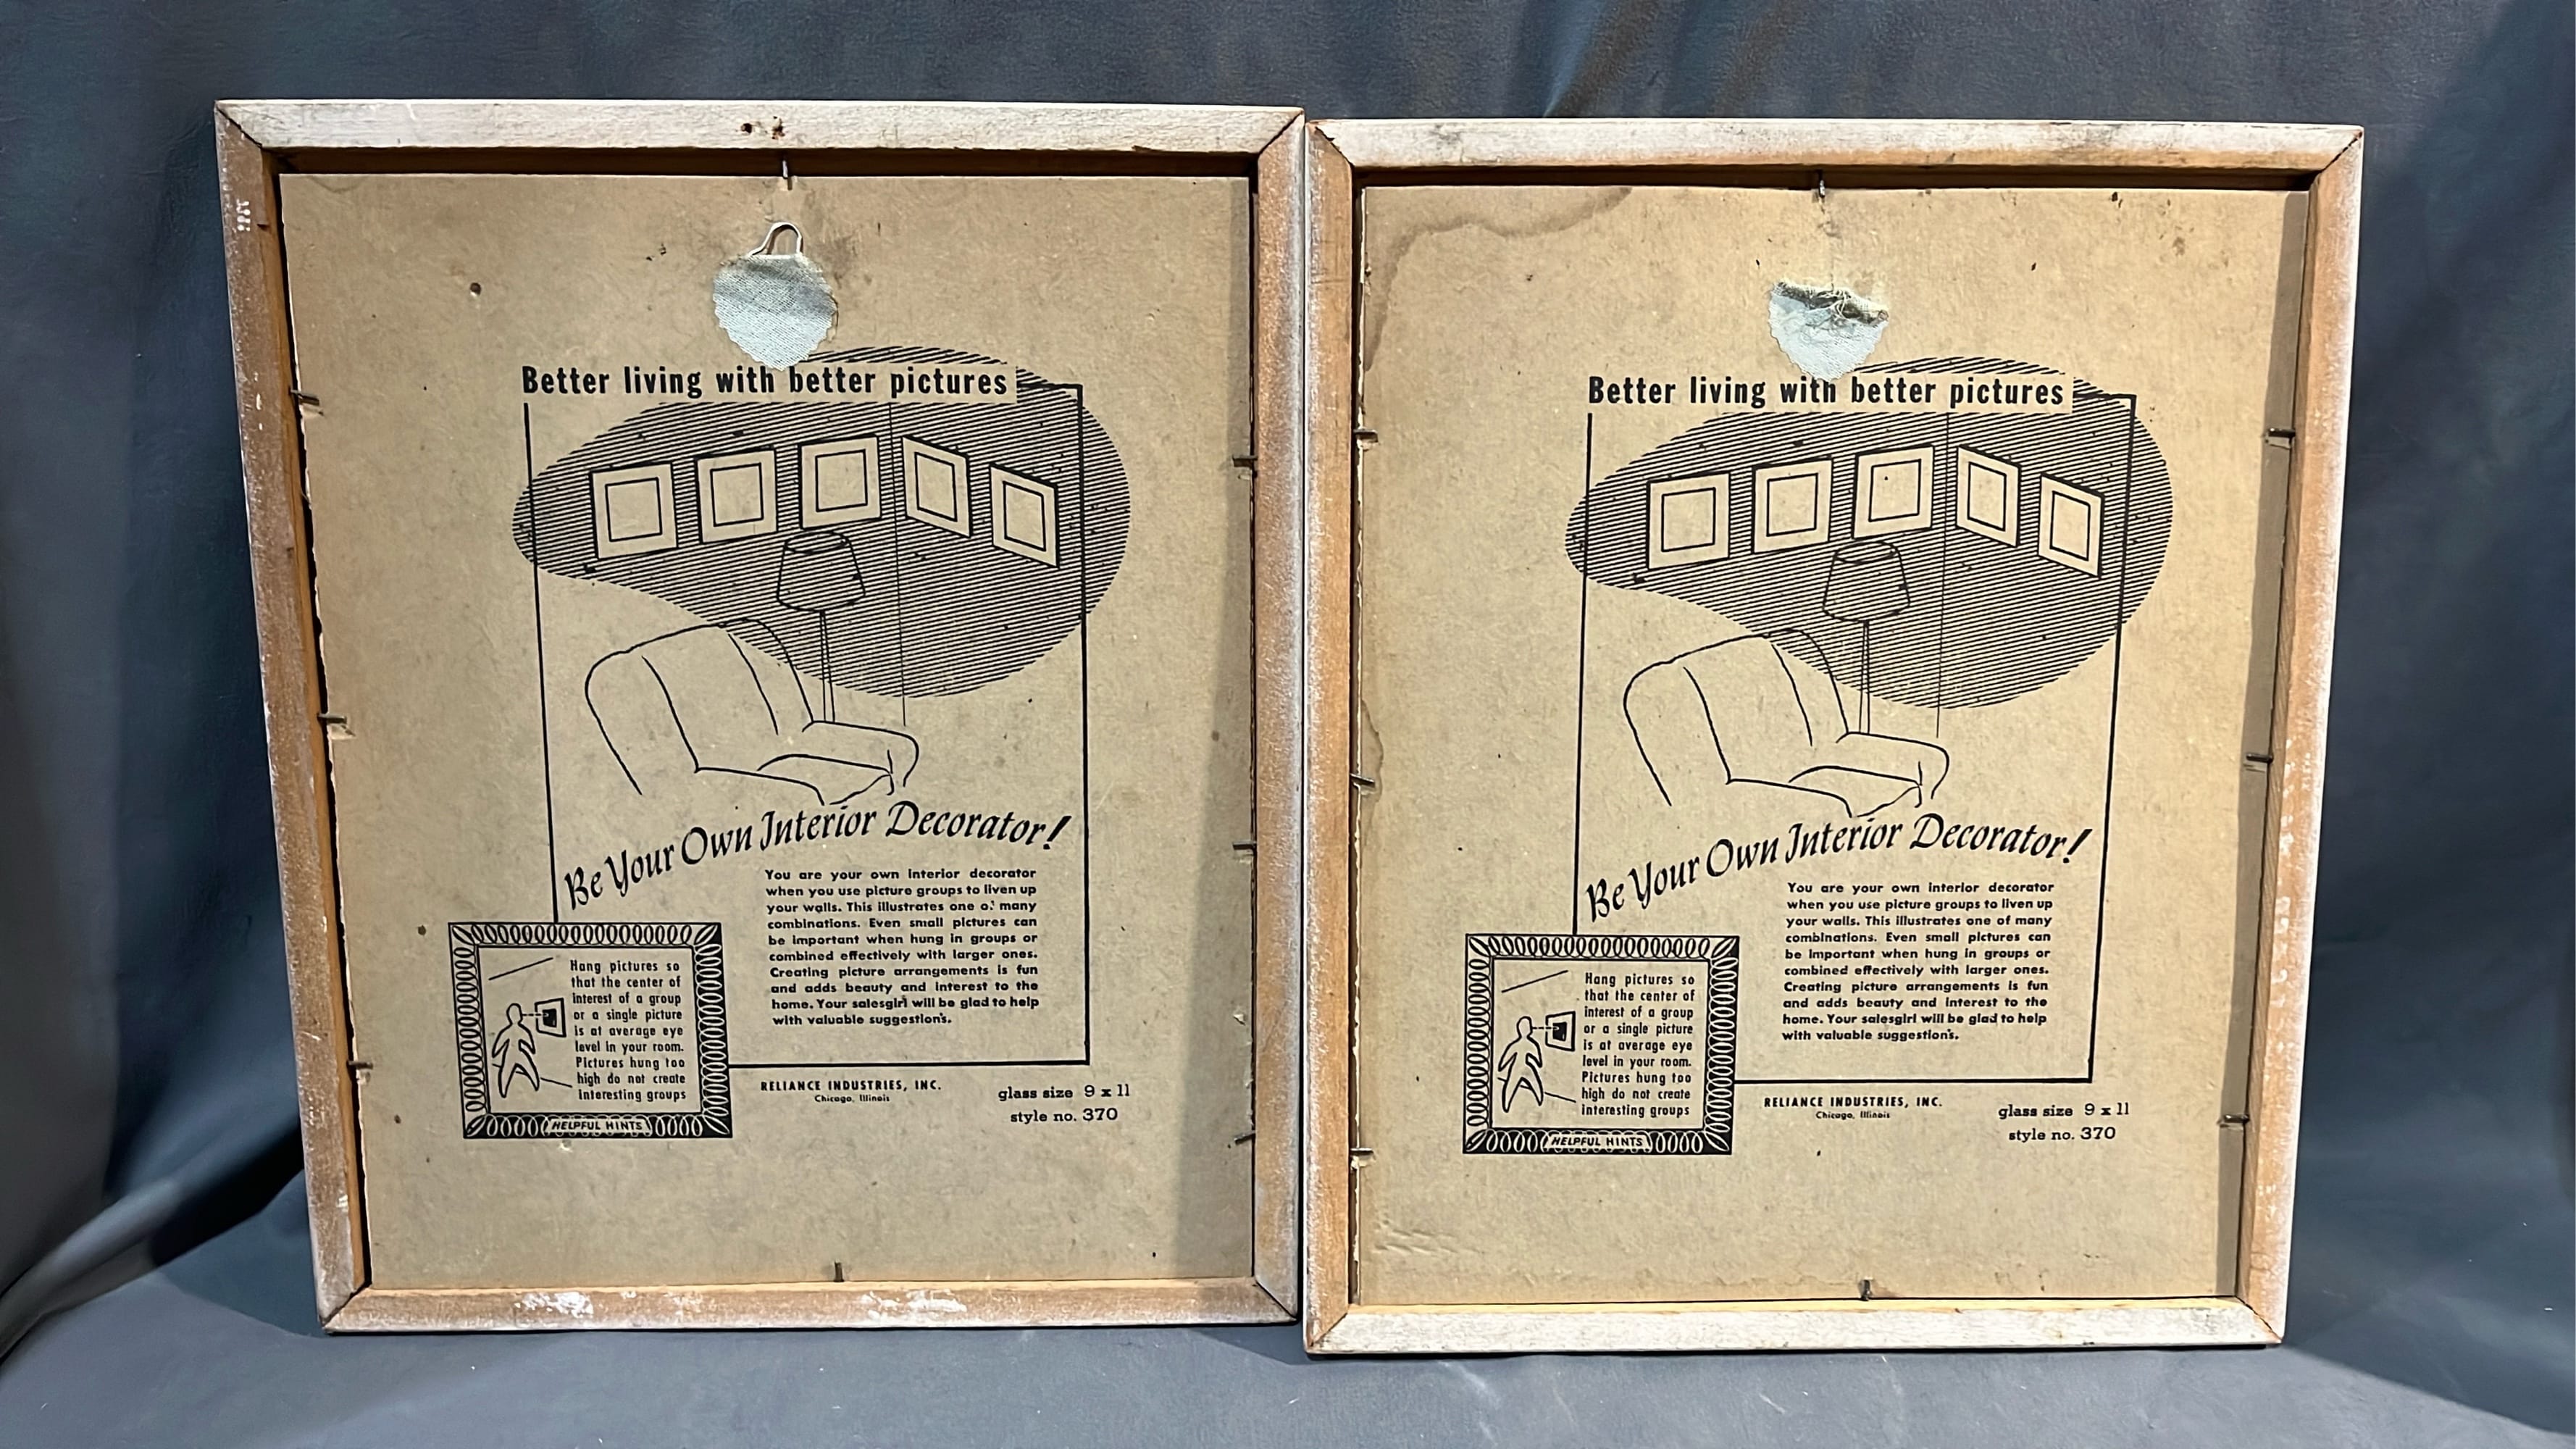 Better living with better pictures
Be Your Own Interior Decorator!
You are your own interior decorator
when you use picture groups to liven up
your walls. This illustrates one of many
combinations. Even small pictures can
be important when hung in groups or
combined effectively with larger ones.
Creating picture arrangements is fun
and adds beauty and interest to the
home. Your salesgirl will be glad to help
with valuable suggestion's.
Hang pictures so
that the center of
interest of a group
or a single picture
is at average eye
level in your room.
Pictures hung too
high do not create
interesting groups
HELPFUL HINTS
RELIANCE INDUSTRIES, INC.
Chicago, Illinois
glass size 9 x 11
style no. 370
Better living with better pictures
Be Your Own Interior Decorator!
You are your own interior decorator
when you use picture groups to liven up
your walls. This illustrates one of many
combinations. Even small pictures can
be important when hung in groups or
combined effectively with larger ones.
Creating picture arrangements is fun
and adds beauty and interest to the
home. Your salesgirl will be glad to help
with valuable suggestion's.
Hang pictures so
that the center of
interest of a group
or a single picture
is at average eye
level in your room.
Pictures hung too
high do not create
interesting groups
HELPFUL HINTS
RELIANCE INDUSTRIES, INC.
Chicago, Illinois
glass size 9 x 11
style no. 370